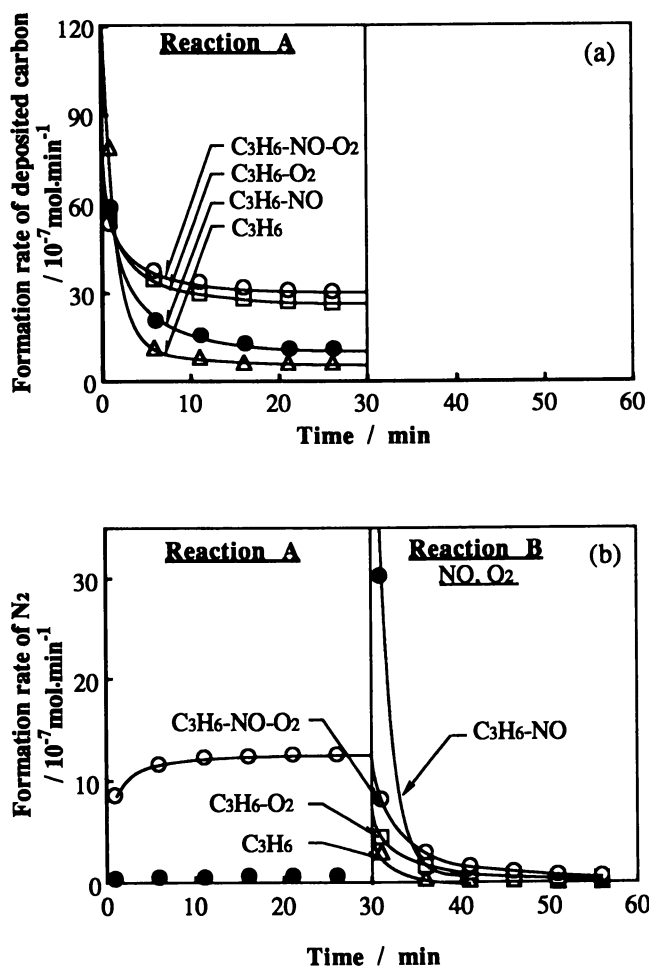 Formation rate of deposited carbon
/ 10⁻⁷mol·min⁻¹
120
90
60
30
0
Reaction A
(a)
C₃H₆-NO-O₂
C₃H₆-O₂
C₃H₆-NO
C₃H₆
0 10 20 30 40 50 60
Time / min
Formation rate of N₂
/ 10⁻⁷mol·min⁻¹
30
20
10
0
Reaction A
Reaction B
NO, O₂
(b)
C₃H₆-NO-O₂
C₃H₆-NO
C₃H₆-O₂
C₃H₆
0 10 20 30 40 50 60
Time / min